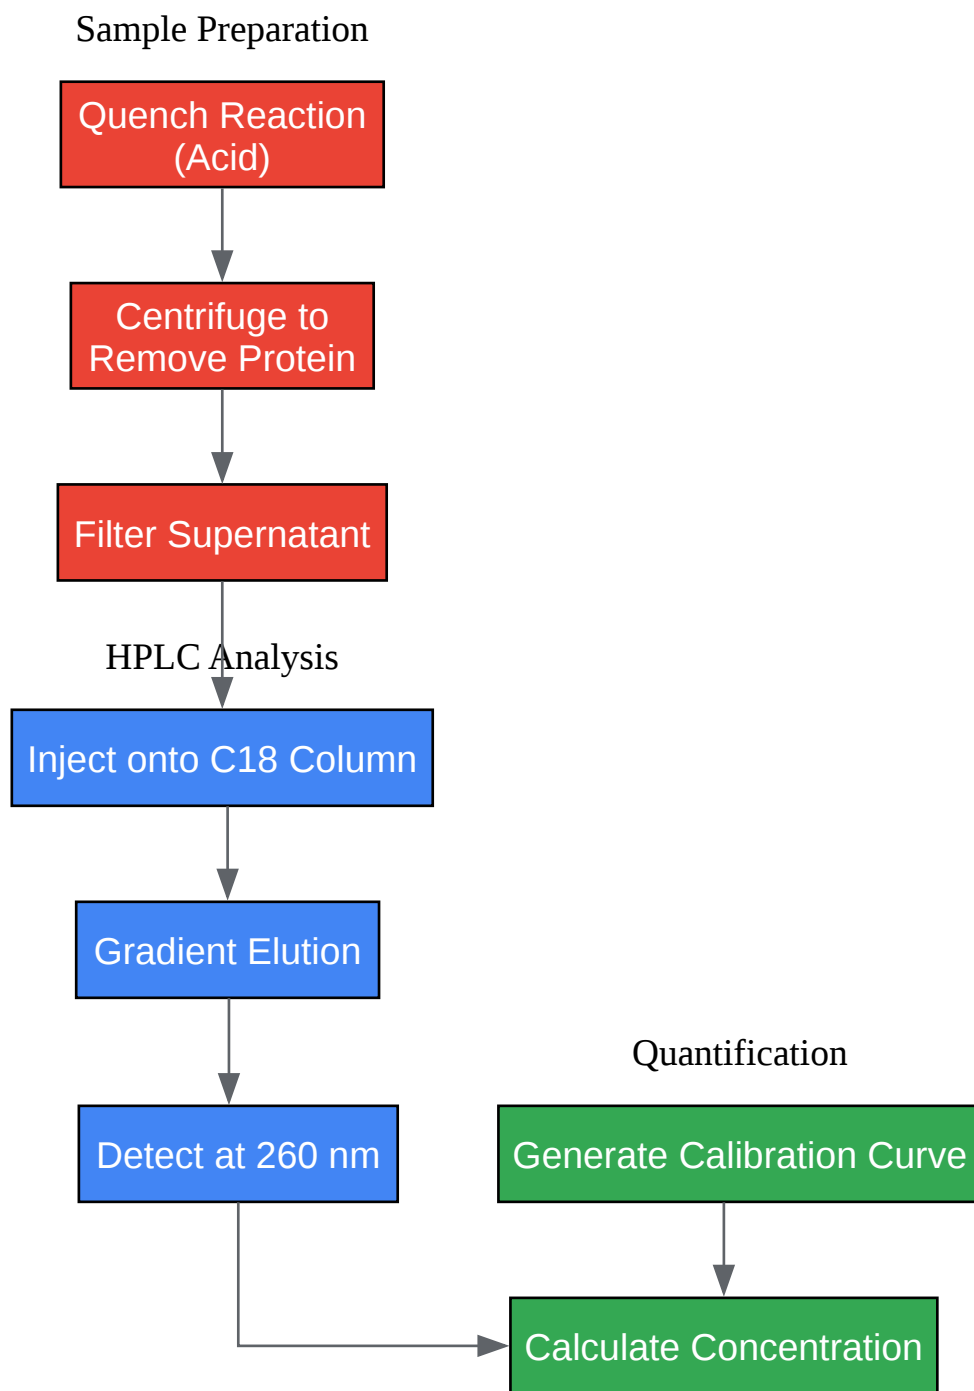 Sample Preparation
Quench Reaction
(Acid)
Centrifuge to
Remove Protein
Filter Supernatant
HPLC Analysis
Inject onto C18 Column
Gradient Elution
Detect at 260 nm
Quantification
Generate Calibration Curve
Calculate Concentration